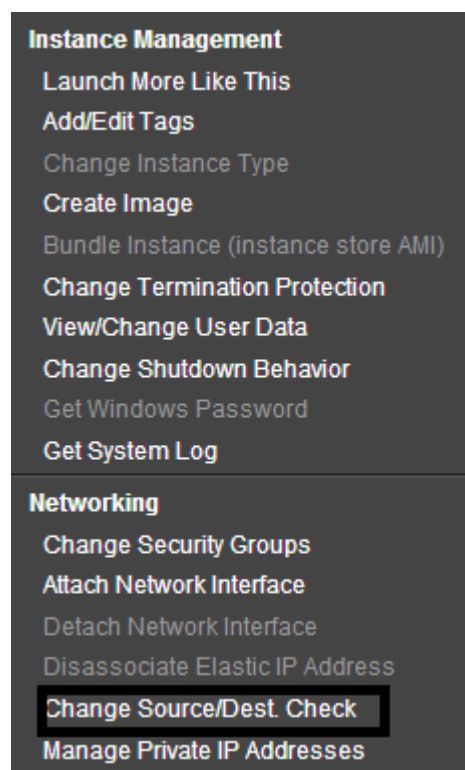 Instance Management
Launch More Like This
Add/Edit Tags
Change Instance Type
Create Image
Bundle Instance (instance store AMI)
Change Termination Protection
View/Change User Data
Change Shutdown Behavior
Get Windows Password
Get System Log
Networking
Change Security Groups
Attach Network Interface
Detach Network Interface
Disassociate Elastic IP Address
Change Source/Dest. Check
Manage Private IP Addresses